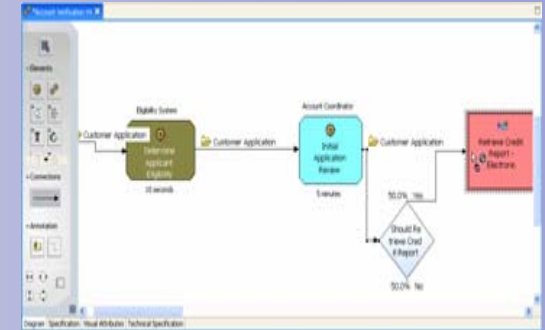 *Account Verification Pr
Elements
Connections
Annotation
Customer Application
Eligibility System
Determine
Applicant
Eligibility
10 seconds
Customer Application
Account Coordinator
Initial
Application
Review
5 minutes
Customer Application
Retrieve Credit
Report -
Electronic
50.0% Yes
Should Re
trieve Cred
it Report
50.0% No
Diagram Specification Visual Attributes Technical Specification